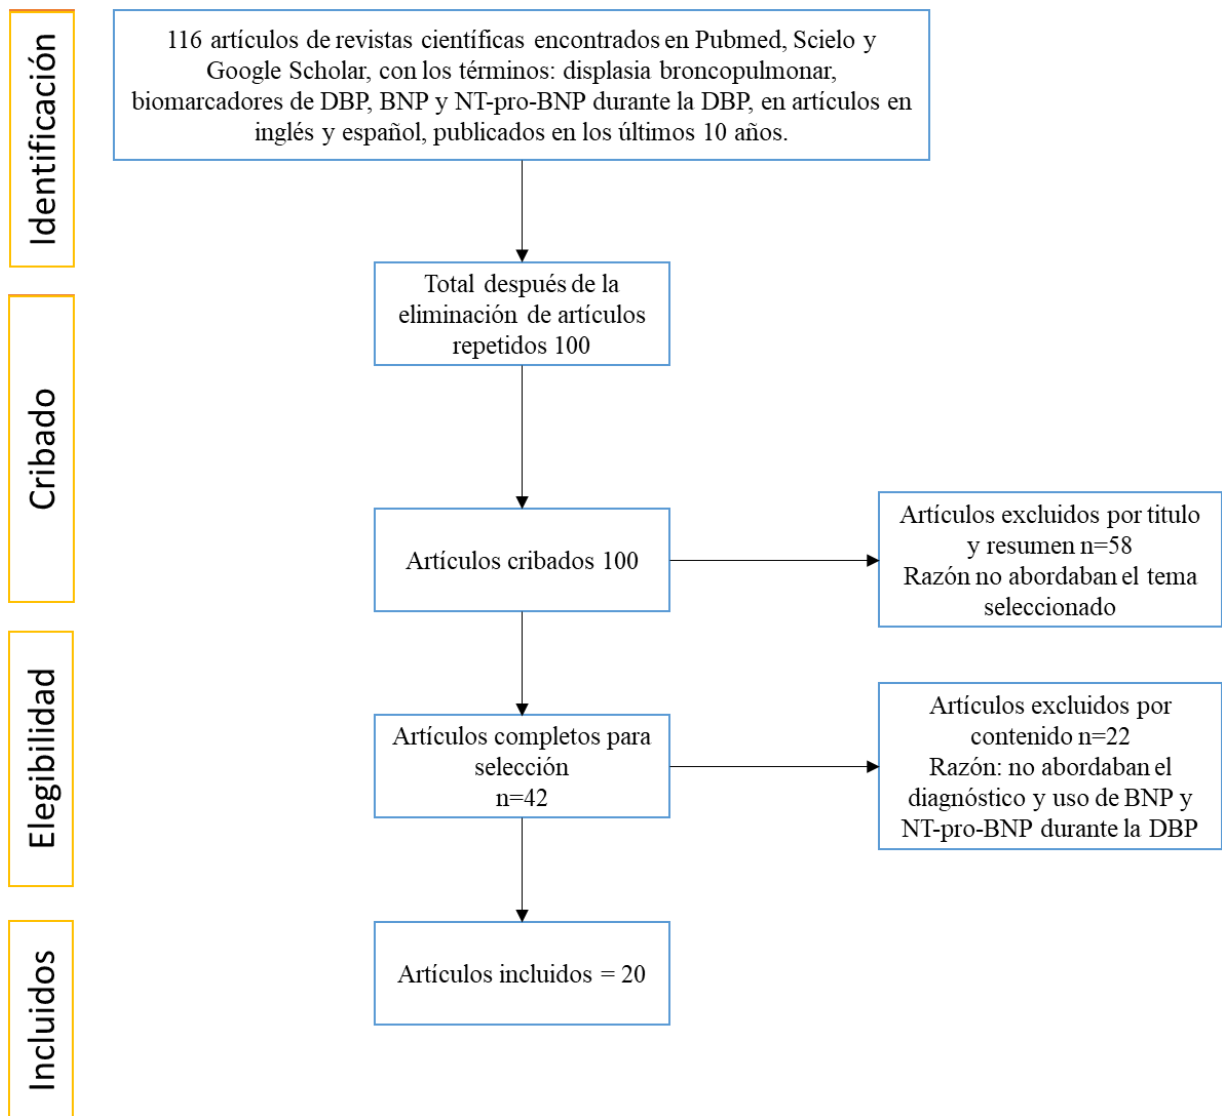 Identificación
116 artículos de revistas científicas encontrados en Pubmed, Scielo y
Google Scholar, con los términos: displasia broncopulmonar,
biomarcadores de DBP, BNP y NT-pro-BNP durante la DBP, en artículos en
inglés y español, publicados en los últimos 10 años.
Total después de la
eliminación de artículos
repetidos 100
Cribado
Artículos cribados 100
Artículos excluidos por titulo
y resumen n=58
Razón no abordaban el tema
seleccionado
Elegibilidad
Artículos completos para
selección
n=42
Artículos excluidos por
contenido n=22
Razón: no abordaban el
diagnóstico y uso de BNP y
NT-pro-BNP durante la DBP
Incluidos
Artículos incluidos = 20